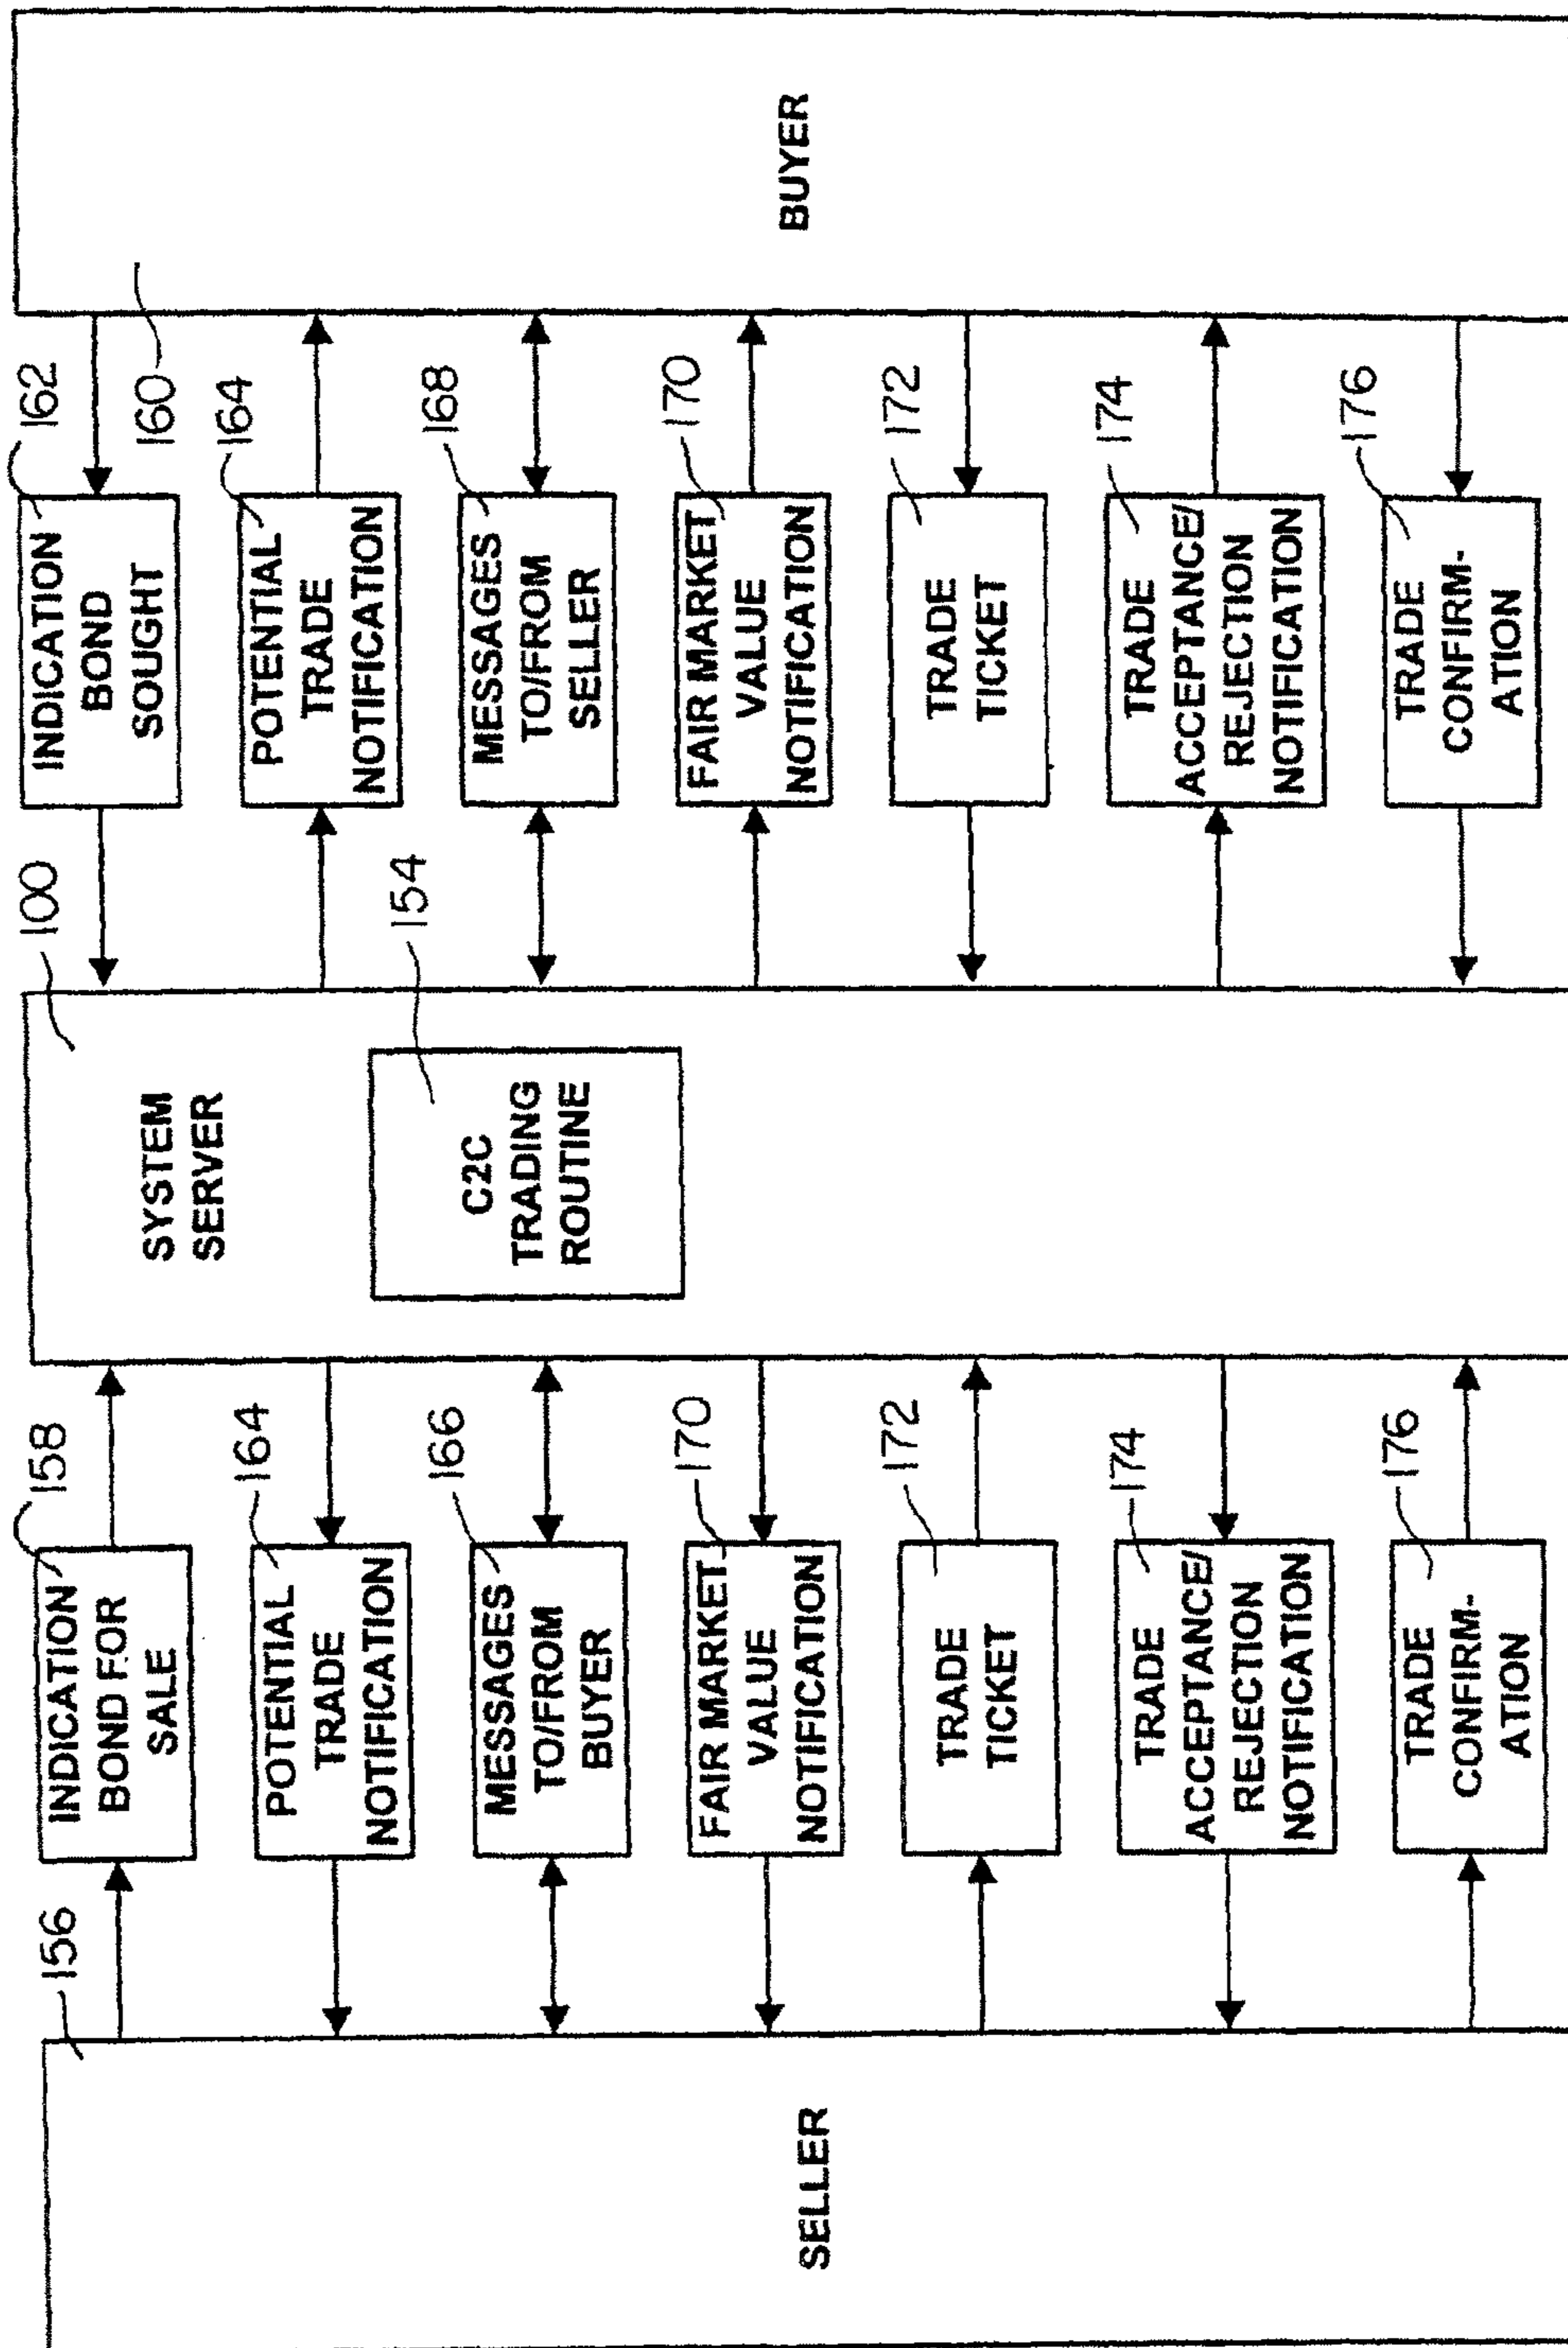 SELLER
156
INDICATION
BOND FOR
SALE
158
POTENTIAL
TRADE
NOTIFICATION
164
MESSAGES
TO/FROM
BUYER
166
FAIR MARKET
VALUE
NOTIFICATION
170
TRADE
TICKET
172
TRADE
ACCEPTANCE/
REJECTION
NOTIFICATION
174
TRADE
CONFIRM-
ATION
176
SYSTEM
SERVER
100
C2C
TRADING
ROUTINE
154
INDICATION
BOND
SOUGHT
162
POTENTIAL
TRADE
NOTIFICATION
164
MESSAGES
TO/FROM
SELLER
168
FAIR MARKET
VALUE
NOTIFICATION
170
TRADE
TICKET
172
TRADE
ACCEPTANCE/
REJECTION
NOTIFICATION
174
TRADE
CONFIRM-
ATION
176
160
BUYER